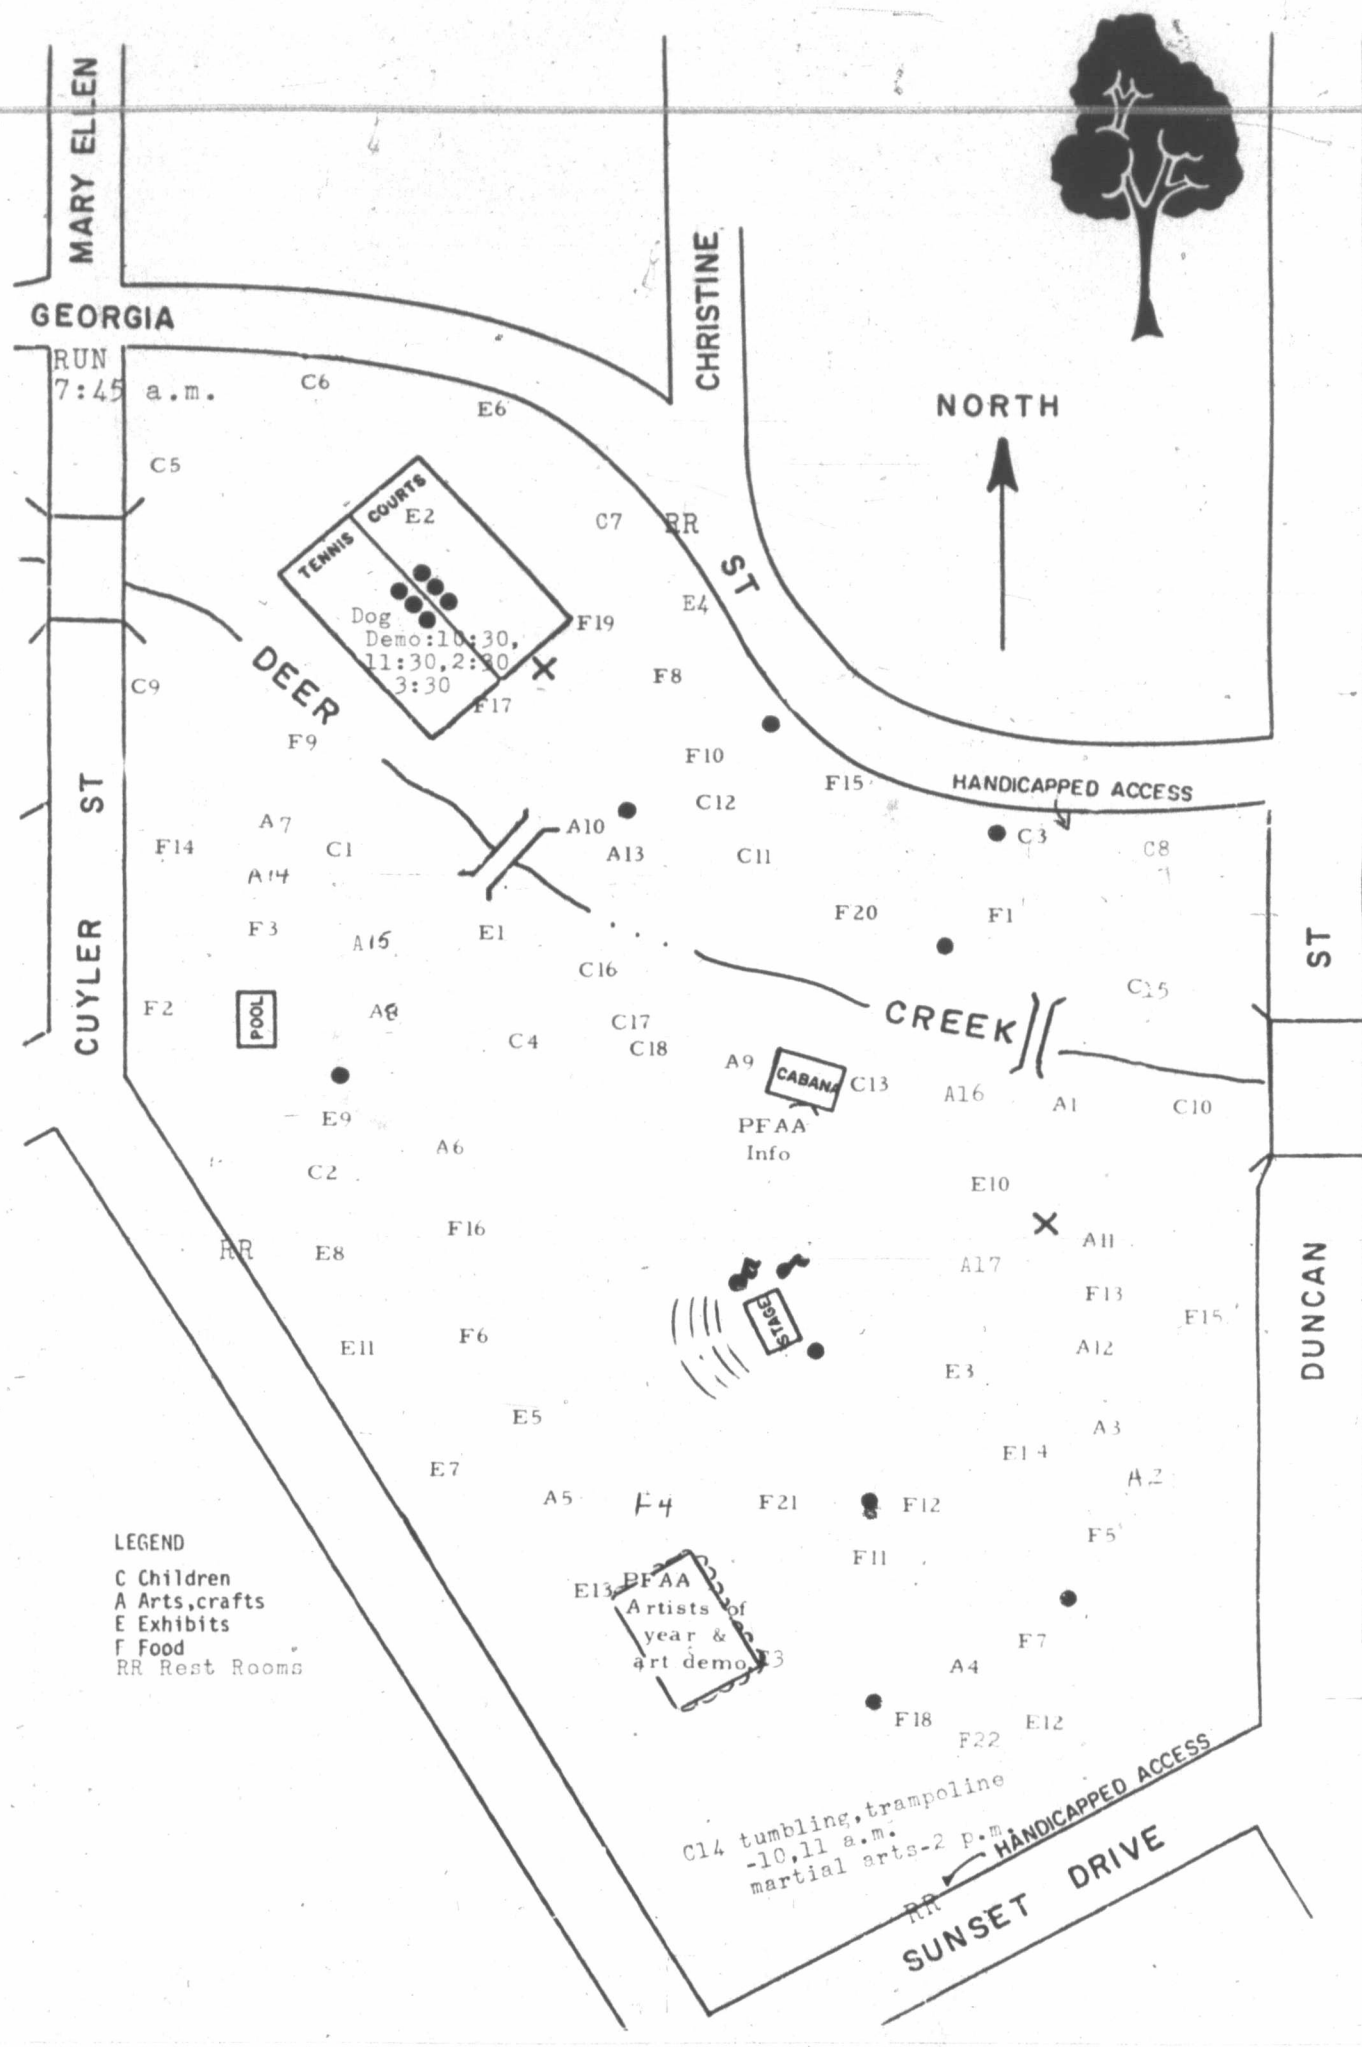 MARY ELLEN
GEORGIA
RUN
7:45 a.m.
CHRISTINE
ST
NORTH
C6
E6
C5
TENNIS COURTS
E2
C7
RR
E4
Dog
Demo:10:30,
11:30,2:30
3:30
F19
F17
F8
C9
DEER
F9
F10
F15
C12
HANDICAPPED ACCESS
A7
F14
C1
A10
A13
C11
C3
C8
A14
F3
A15
E1
F20
F1
CUYLER ST
C16
C15
F2
POOL
A8
C4
C17
C18
CREEK
ST
A9
CABANA
C13
A16
A1
C10
PFAA
Info
E9
A6
C2
E10
F16
RR
E8
A11
A17
F13
F15
DUNCAN
STAGE
E11
F6
A12
E3
E5
A3
E14
E7
A2
A5
F4
F21
F12
F5
F11
LEGEND
C Children
A Arts,crafts
E Exhibits
F Food
RR Rest Rooms
E13
PFAA
Artists of
year &
art demo
F7
A4
F18
E12
F22
C14 tumbling,trampoline
-10,11 a.m.
martial arts-2 p.m.
HANDICAPPED ACCESS
RR
SUNSET DRIVE